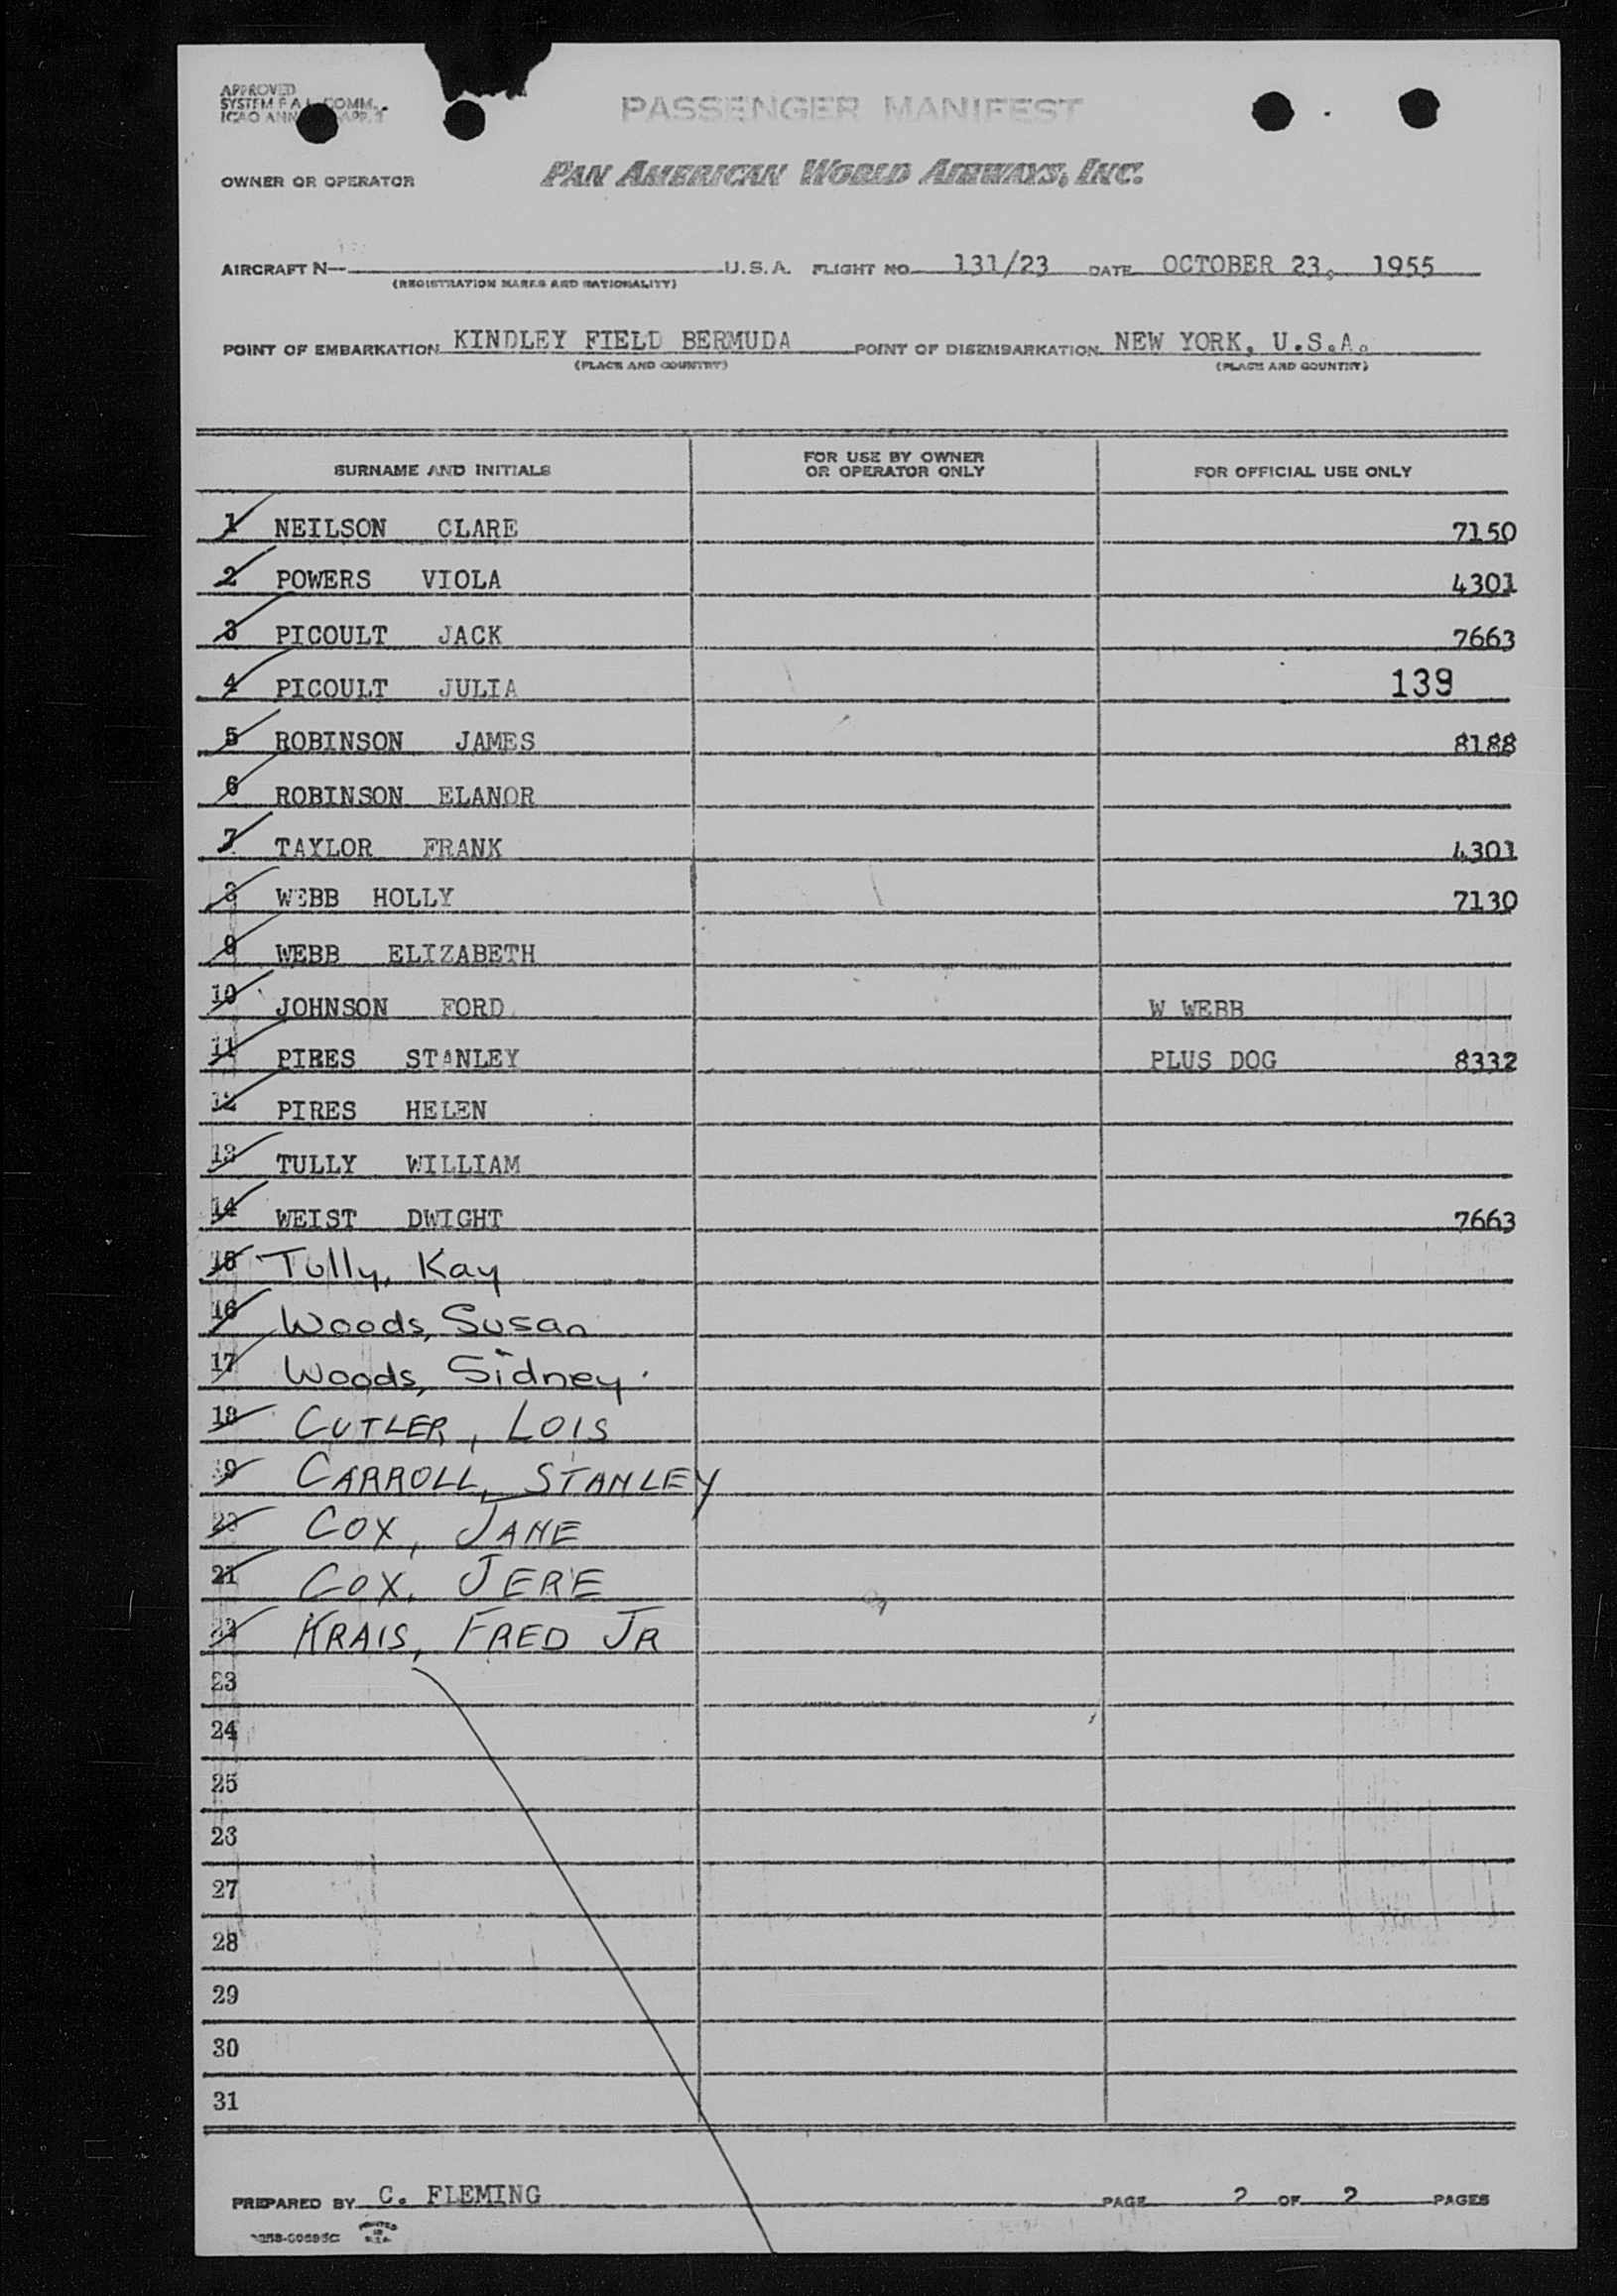 APPROVED
SYSTEM F A L COMM.
ICAO ANN APP. 1
PASSENGER MANIFEST
OWNER OR OPERATOR PAN AMERICAN WORLD AIRWAYS, INC.
AIRCRAFT N— U.S.A. FLIGHT NO. 131/23 DATE OCTOBER 23, 1955
(REGISTRATION MARKS AND NATIONALITY)
POINT OF EMBARKATION KINDLEY FIELD BERMUDA POINT OF DISEMBARKATION NEW YORK, U.S.A.
(PLACE AND COUNTRY) (PLACE AND COUNTRY)
SURNAME AND INITIALS FOR USE BY OWNER OR OPERATOR ONLY FOR OFFICIAL USE ONLY
1 NEILSON CLARE 7150
2 POWERS VIOLA 4301
3 PICOULT JACK 7663
4 PICOULT JULIA 139
5 ROBINSON JAMES 8188
6 ROBINSON ELANOR
7 TAYLOR FRANK 4301
8 WEBB HOLLY 7130
9 WEBB ELIZABETH
10 JOHNSON FORD W WEBB
11 PIRES STANLEY PLUS DOG 8332
12 PIRES HELEN
13 TULLY WILLIAM
14 WEIST DWIGHT 7663
15 Tully, Kay
16 Woods, Susan
17 Woods, Sidney
18 CUTLER, LOIS
19 CARROLL, STANLEY
20 COX, JANE
21 COX, JERE
22 KRAIS, FRED JR
23
24
25
26
27
28
29
30
31
PREPARED BY C. FLEMING PAGE 2 OF 2 PAGES
PRINTED
IN
U.S.A.